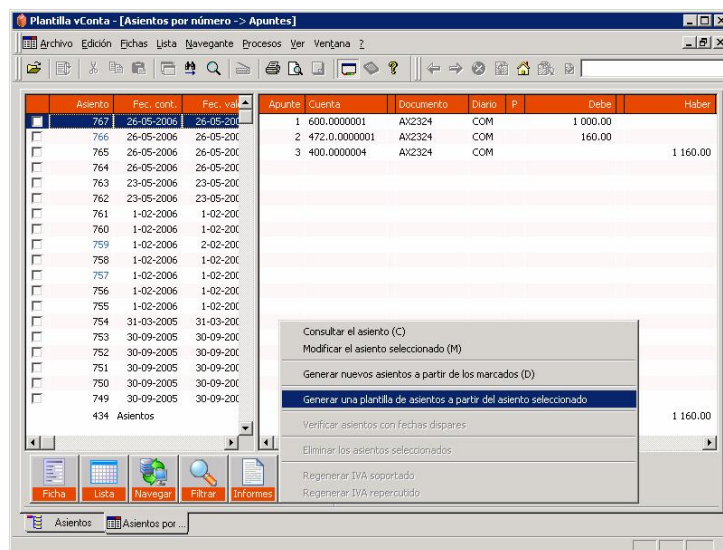 Plantilla vConta - [Asientos por número -> Apuntes]
Archivo Edición Fichas Lista Navegante Procesos Ver Ventana ?
Asiento Fec. cont. Fec. val
767 26-05-2006 26-05-200
766 26-05-2006 26-05-200
765 26-05-2006 26-05-200
764 26-05-2006 26-05-200
763 23-05-2006 23-05-200
762 23-05-2006 23-05-200
761 1-02-2006 1-02-200
760 1-02-2006 1-02-200
759 1-02-2006 2-02-200
758 1-02-2006 1-02-200
757 1-02-2006 1-02-200
756 1-02-2006 1-02-200
755 1-02-2006 1-02-200
754 31-03-2005 31-03-200
753 30-09-2005 30-09-200
752 30-09-2005 30-09-200
751 30-09-2005 30-09-200
750 30-09-2005 30-09-200
749 30-09-2005 30-09-200
434 Asientos
Apunte Cuenta Documento Diario P Debe Haber
1 600.0000001 AX2324 COM 1 000.00
2 472.0.0000001 AX2324 COM 160.00
3 400.0000004 AX2324 COM 1 160.00
1 160.00
Consultar el asiento (C)
Modificar el asiento seleccionado (M)
Generar nuevos asientos a partir de los marcados (D)
Generar una plantilla de asientos a partir del asiento seleccionado
Verificar asientos con fechas dispares
Eliminar los asientos seleccionados
Regenerar IVA soportado
Regenerar IVA repercutido
Ficha Lista Navegar Filtrar Informes
Asientos Asientos por ...